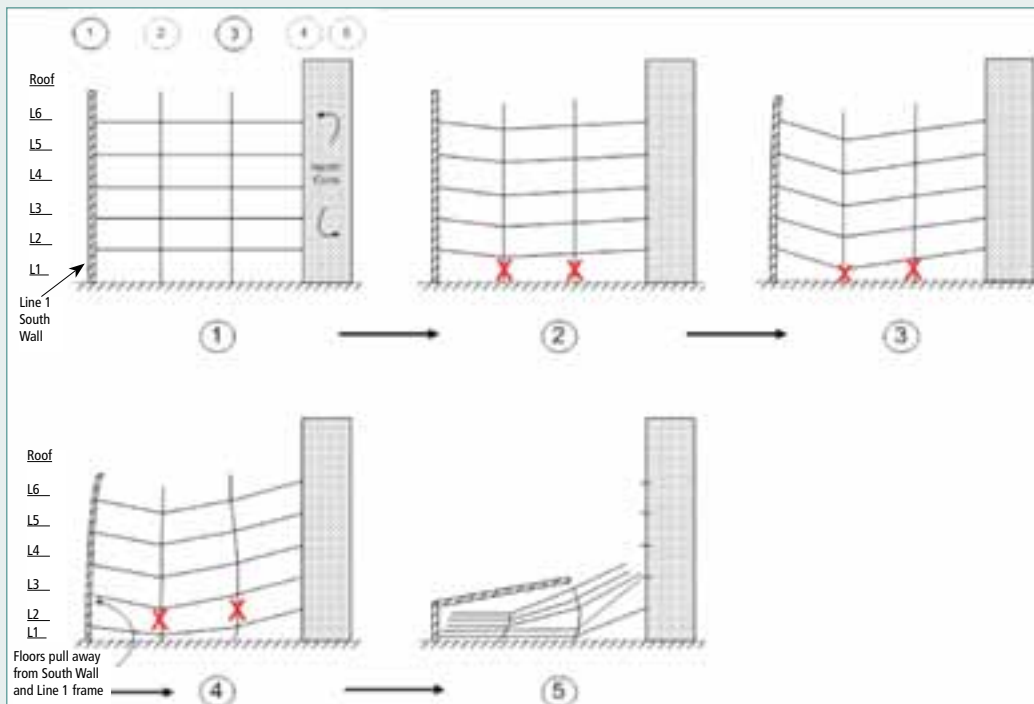 1 2 3 4 5
Roof
L6
L5
L4
L3
L2
L1
Line 1
South
Wall
1
2
3
Roof
L6
L5
L4
L3
L2
L1
Floors pull away
from South Wall
and Line 1 frame
4
5